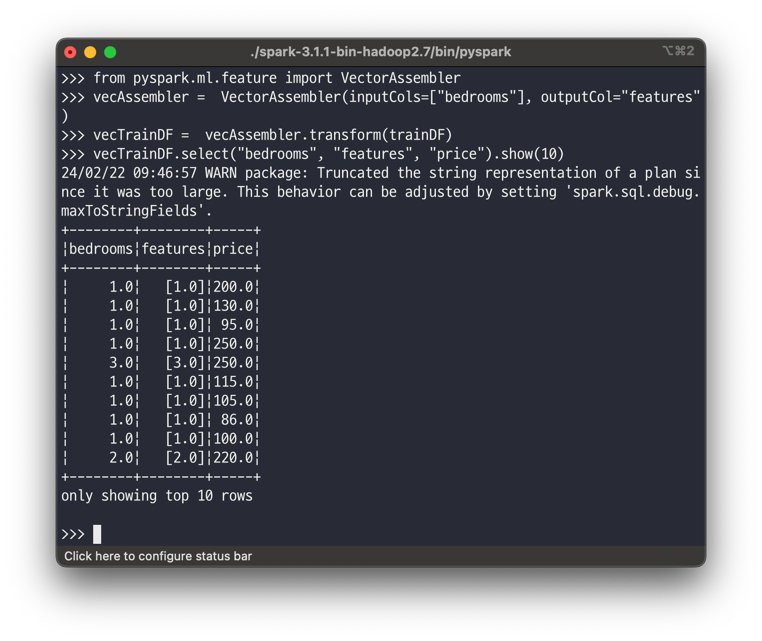 ./spark-3.1.1-bin-hadoop2.7/bin/pyspark
⌥⌘2
>>> from pyspark.ml.feature import VectorAssembler
>>> vecAssembler =  VectorAssembler(inputCols=["bedrooms"], outputCol="features"
)
>>> vecTrainDF =  vecAssembler.transform(trainDF)
>>> vecTrainDF.select("bedrooms", "features", "price").show(10)
24/02/22 09:46:57 WARN package: Truncated the string representation of a plan si
nce it was too large. This behavior can be adjusted by setting 'spark.sql.debug.
maxToStringFields'.
+--------+--------+-----+
¦bedrooms¦features¦price¦
+--------+--------+-----+
¦     1.0¦   [1.0]¦200.0¦
¦     1.0¦   [1.0]¦130.0¦
¦     1.0¦   [1.0]¦ 95.0¦
¦     1.0¦   [1.0]¦250.0¦
¦     3.0¦   [3.0]¦250.0¦
¦     1.0¦   [1.0]¦115.0¦
¦     1.0¦   [1.0]¦105.0¦
¦     1.0¦   [1.0]¦ 86.0¦
¦     1.0¦   [1.0]¦100.0¦
¦     2.0¦   [2.0]¦220.0¦
+--------+--------+-----+
only showing top 10 rows
>>>
Click here to configure status bar